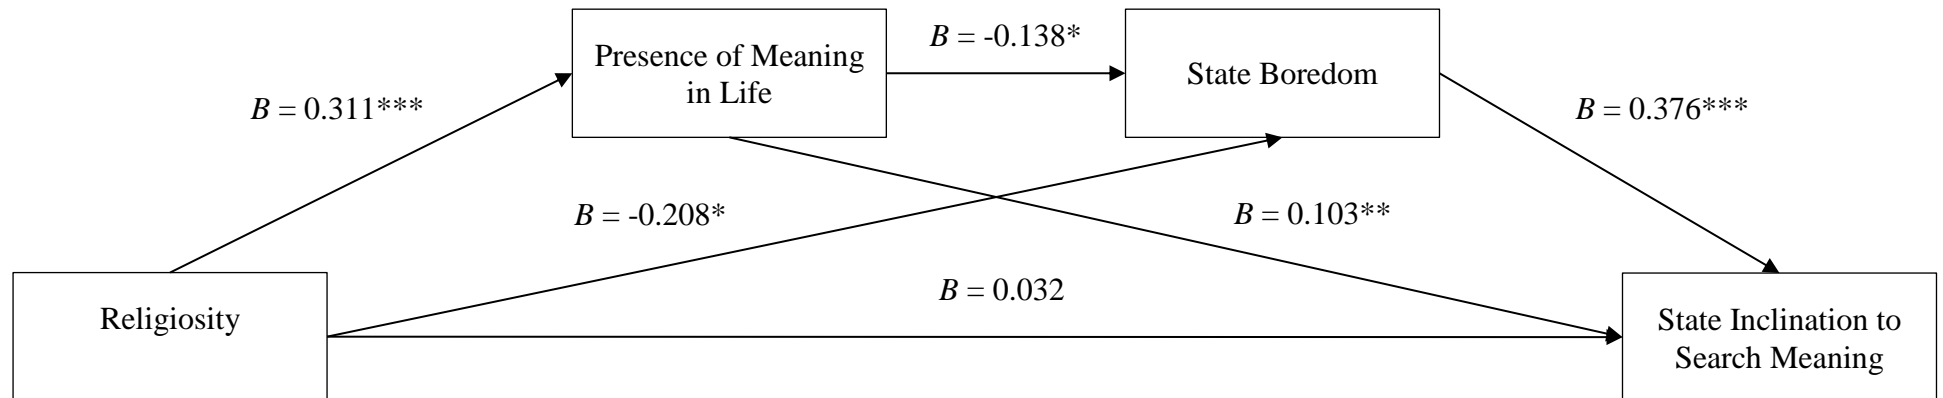 B = -0.138*
Presence of Meaning
in Life
State Boredom
B = 0.311***
B = 0.376***
B = -0.208*
B = 0.103**
B = 0.032
Religiosity
State Inclination to
Search Meaning